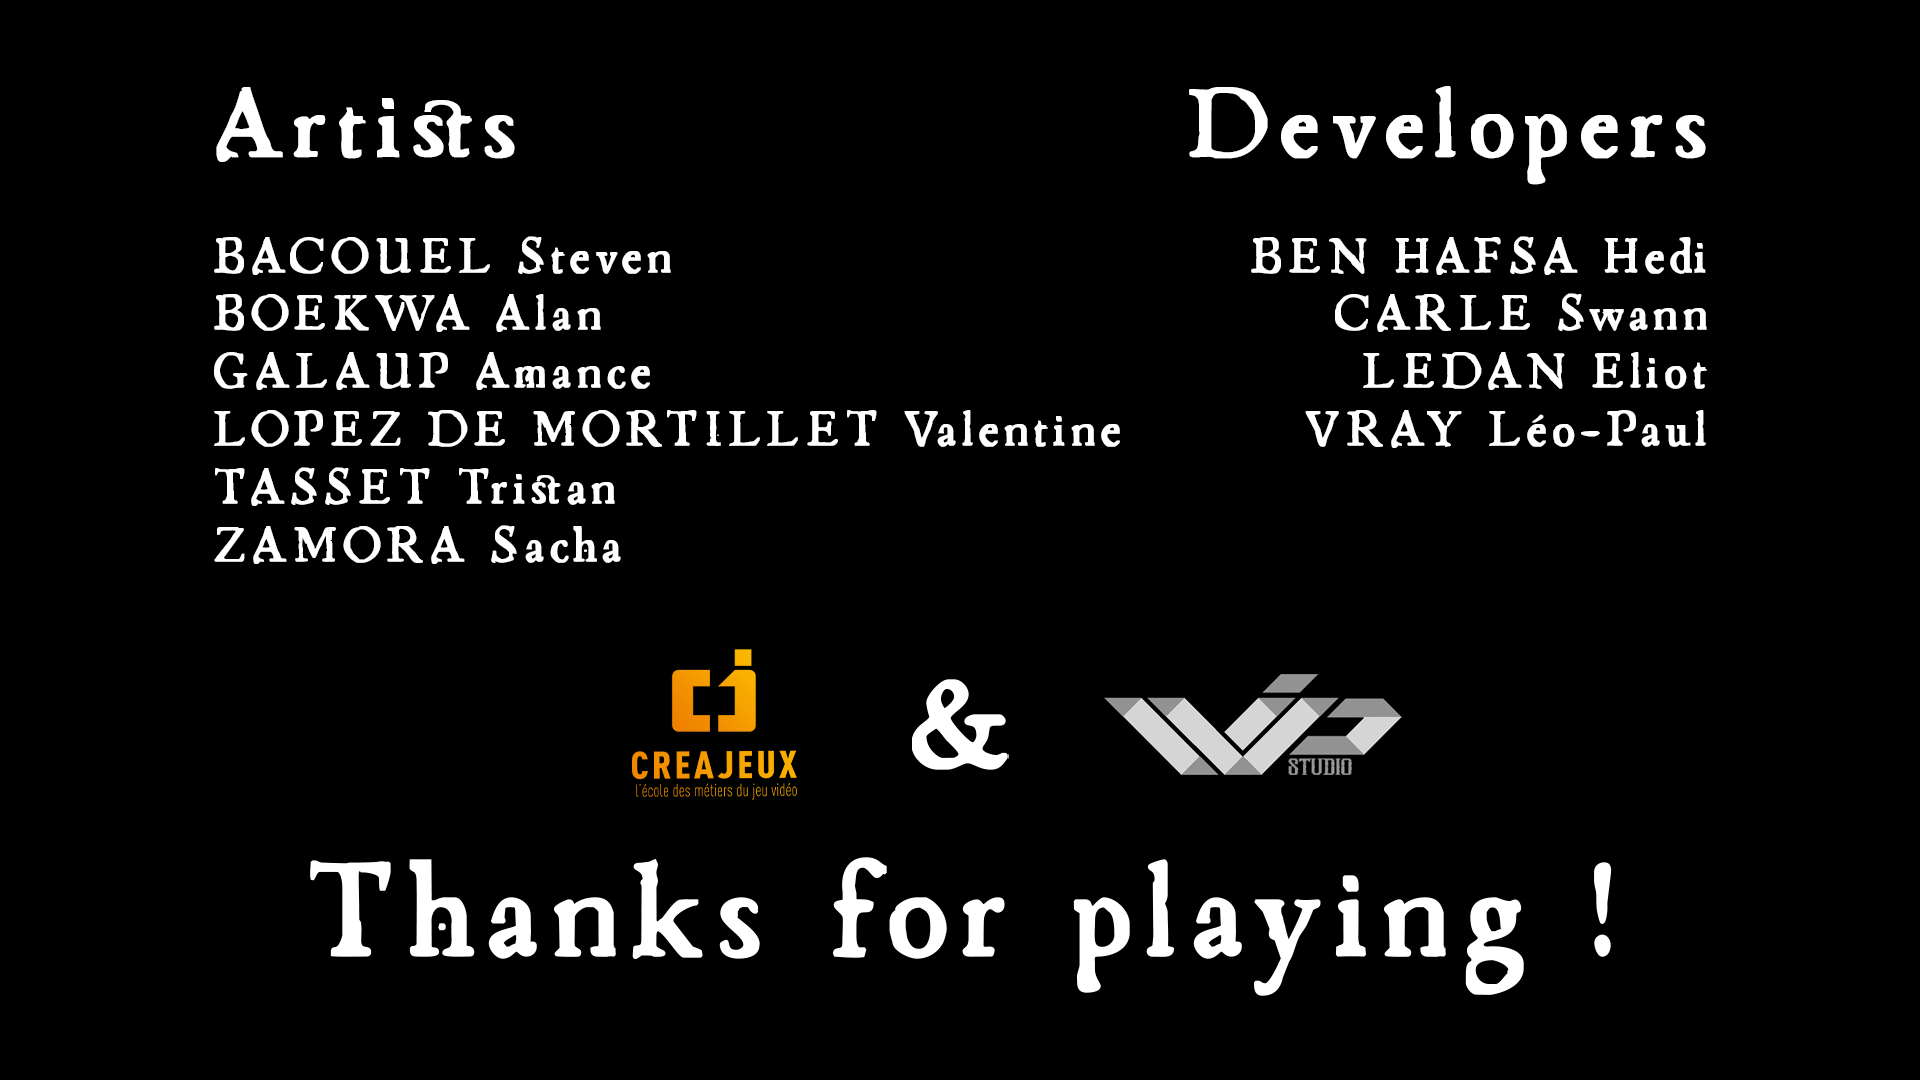 Artists
BACOUEL Steven
BOEKWA Alan
GALAUP Amance
LOPEZ DE MORTILLET Valentine
TASSET Tristan
ZAMORA Sacha
Developers
BEN HAFSA Hedi
CARLE Swann
LEDAN Eliot
VRAY Léo-Paul
CREAJEUX
l'école des métiers du jeu vidéo
&
WIP
STUDIO
Thanks for playing !